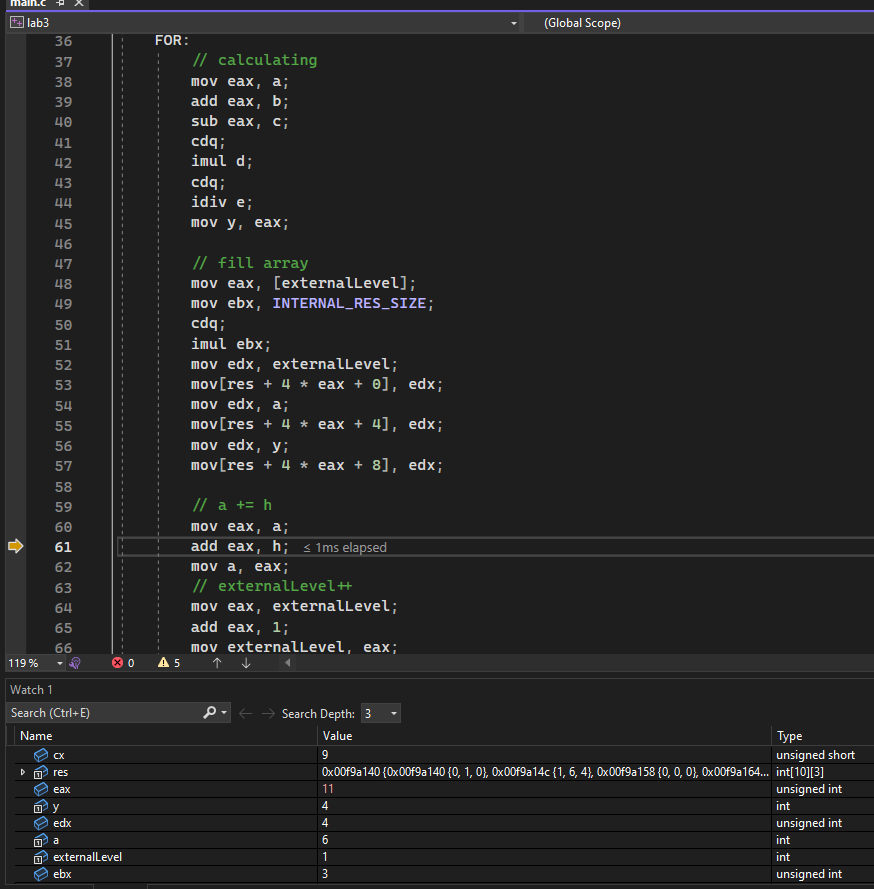 main.c
lab3 (Global Scope)
36 FOR:
37 // calculating
38 mov eax, a;
39 add eax, b;
40 sub eax, c;
41 cdq;
42 imul d;
43 cdq;
44 idiv e;
45 mov y, eax;
46
47 // fill array
48 mov eax, [externalLevel];
49 mov ebx, INTERNAL_RES_SIZE;
50 cdq;
51 imul ebx;
52 mov edx, externalLevel;
53 mov[res + 4 * eax + 0], edx;
54 mov edx, a;
55 mov[res + 4 * eax + 4], edx;
56 mov edx, y;
57 mov[res + 4 * eax + 8], edx;
58
59 // a += h
60 mov eax, a;
61 add eax, h; ≤ 1ms elapsed
62 mov a, eax;
63 // externalLevel++
64 mov eax, externalLevel;
65 add eax, 1;
66 mov externalLevel, eax;
119 % 0 5
Watch 1
Search (Ctrl+E) Search Depth: 3
Name Value Type
cx 9 unsigned short
res 0x00f9a140 {0x00f9a140 {0, 1, 0}, 0x00f9a14c {1, 6, 4}, 0x00f9a158 {0, 0, 0}, 0x00f9a164... int[10][3]
eax 11 unsigned int
y 4 int
edx 4 unsigned int
a 6 int
externalLevel 1 int
ebx 3 unsigned int